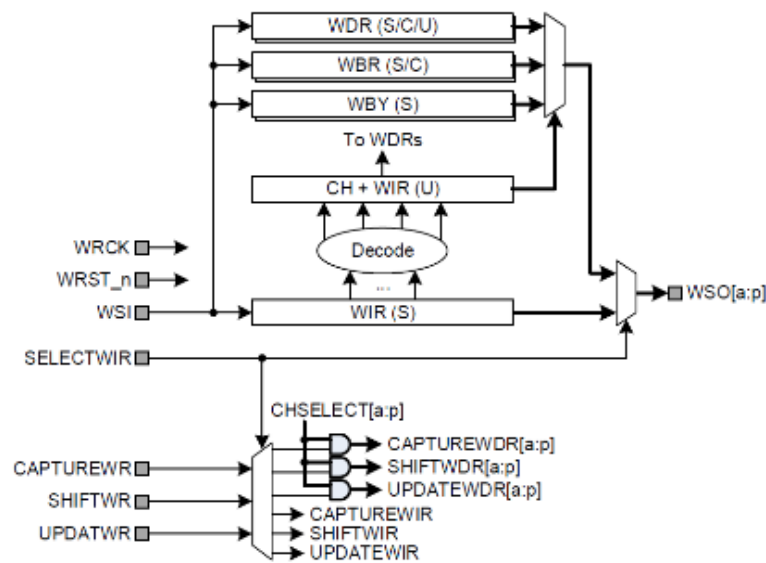 WDR (S/C/U)
WBR (S/C)
WBY (S)
To WDRs
CH + WIR (U)
Decode
...
WRCK
WRST_n
WSI
WIR (S)
WSO[a:p]
SELECTWIR
CHSELECT[a:p]
CAPTUREWDR[a:p]
SHIFTWDR[a:p]
UPDATEWDR[a:p]
CAPTUREWR
SHIFTWR
UPDATWR
CAPTUREWIR
SHIFTWIR
UPDATEWIR